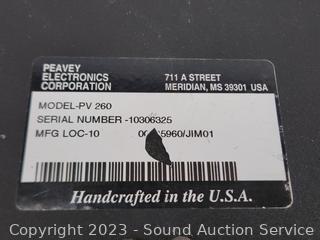 PEAVEY
ELECTRONICS
CORPORATION
711 A STREET
MERIDIAN, MS 39301 USA
MODEL-PV 260
SERIAL NUMBER -10306325
MFG LOC-10
Handcrafted in the U.S.A.
Copyright 2023 - Sound Auction Service